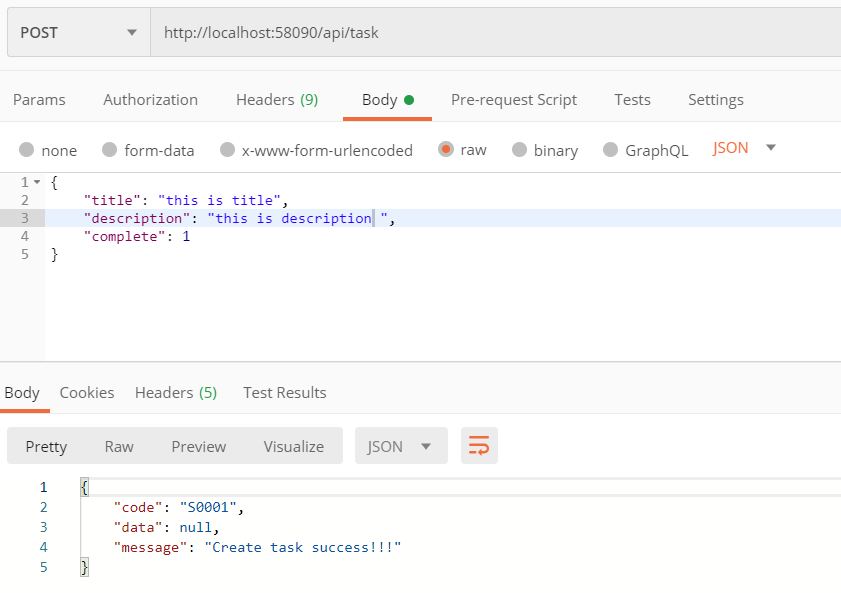 POST http://localhost:58090/api/task
Params Authorization Headers (9) Body Pre-request Script Tests Settings
none form-data x-www-form-urlencoded raw binary GraphQL JSON
1 {
2 "title": "this is title",
3 "description": "this is description ",
4 "complete": 1
5 }
Body Cookies Headers (5) Test Results
Pretty Raw Preview Visualize JSON
1 {
2 "code": "S0001",
3 "data": null,
4 "message": "Create task success!!!"
5 }